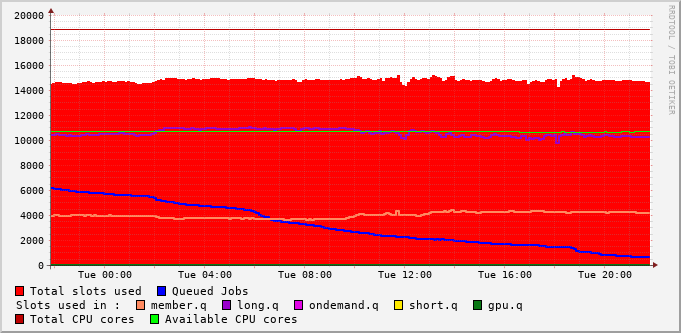 20000
18000
16000
14000
12000
10000
8000
6000
4000
2000
0
Tue 00:00 Tue 04:00 Tue 08:00 Tue 12:00 Tue 16:00 Tue 20:00
Total slots used Queued Jobs
Slots used in : member.q long.q ondemand.q short.q gpu.q
Total CPU cores Available CPU cores
RRDTOOL / TOBI OETIKER